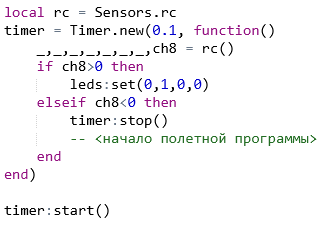 local rc = Sensors.rc
timer = Timer.new(0.1, function()
    _,_,_,_,_,_,_,ch8 = rc()
    if ch8>0 then
        leds:set(0,1,0,0)
    elseif ch8<0 then
        timer:stop()
        -- <начало полетной программы>
    end
end)

timer:start()